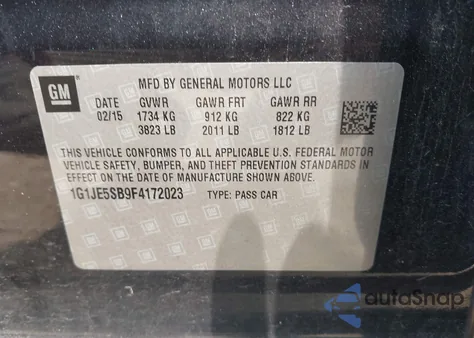 GM
MFD BY GENERAL MOTORS LLC
DATE GVWR GAWR FRT GAWR RR
02/15 1734 KG 912 KG 822 KG
3823 LB 2011 LB 1812 LB
THIS VEHICLE CONFORMS TO ALL APPLICABLE U.S. FEDERAL MOTOR
VEHICLE SAFETY, BUMPER, AND THEFT PREVENTION STANDARDS IN
EFFECT ON THE DATE OF MANUFACTURE SHOWN ABOVE.
1G1JE5SB9F4172023 TYPE: PASS CAR
autoSnap